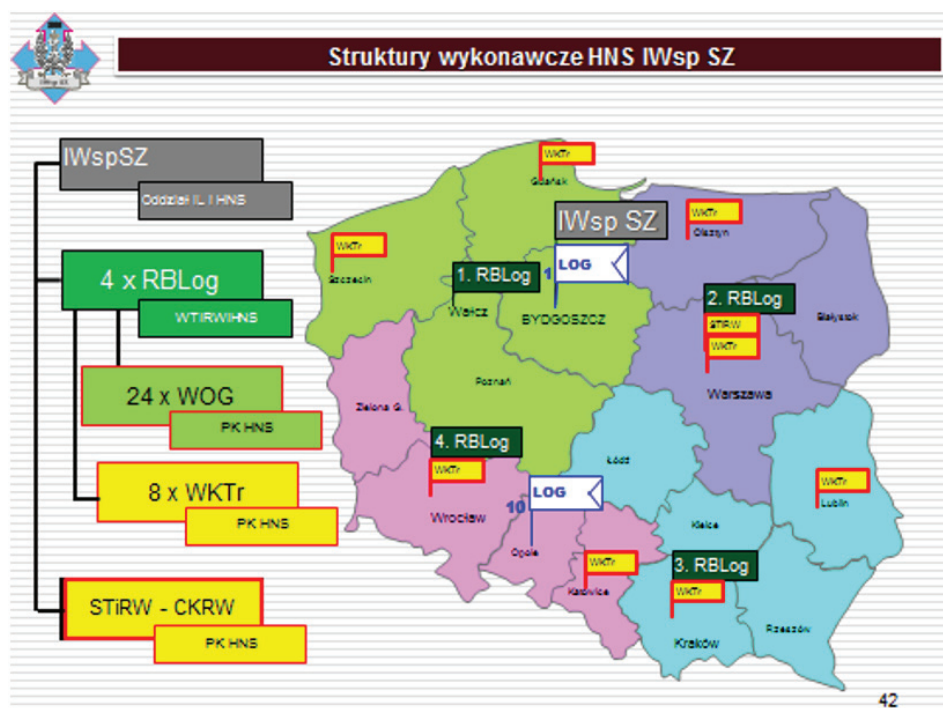 Struktury wykonawcze HNS IWsp SZ
IWspSZ
Oddział IL I HNS
4 x RBLog
WTIRWIHNS
24 x WOG
PK HNS
8 x WKTr
PK HNS
STiRW - CKRW
PK HNS
WKTr
Gdańsk
WKTr
Szczecin
IWsp SZ
WKTr
Olsztyn
1. RBLog
Wałcz
1
LOG
BYDGOSZCZ
2. RBLog
STiRW
WKTr
Warszawa
Białystok
Poznań
Zielona G.
4. RBLog
WKTr
Wrocław
Łódź
10
LOG
Opole
WKTr
Lublin
Kielce
WKTr
Katowice
3. RBLog
WKTr
Kraków
Rzeszów
42